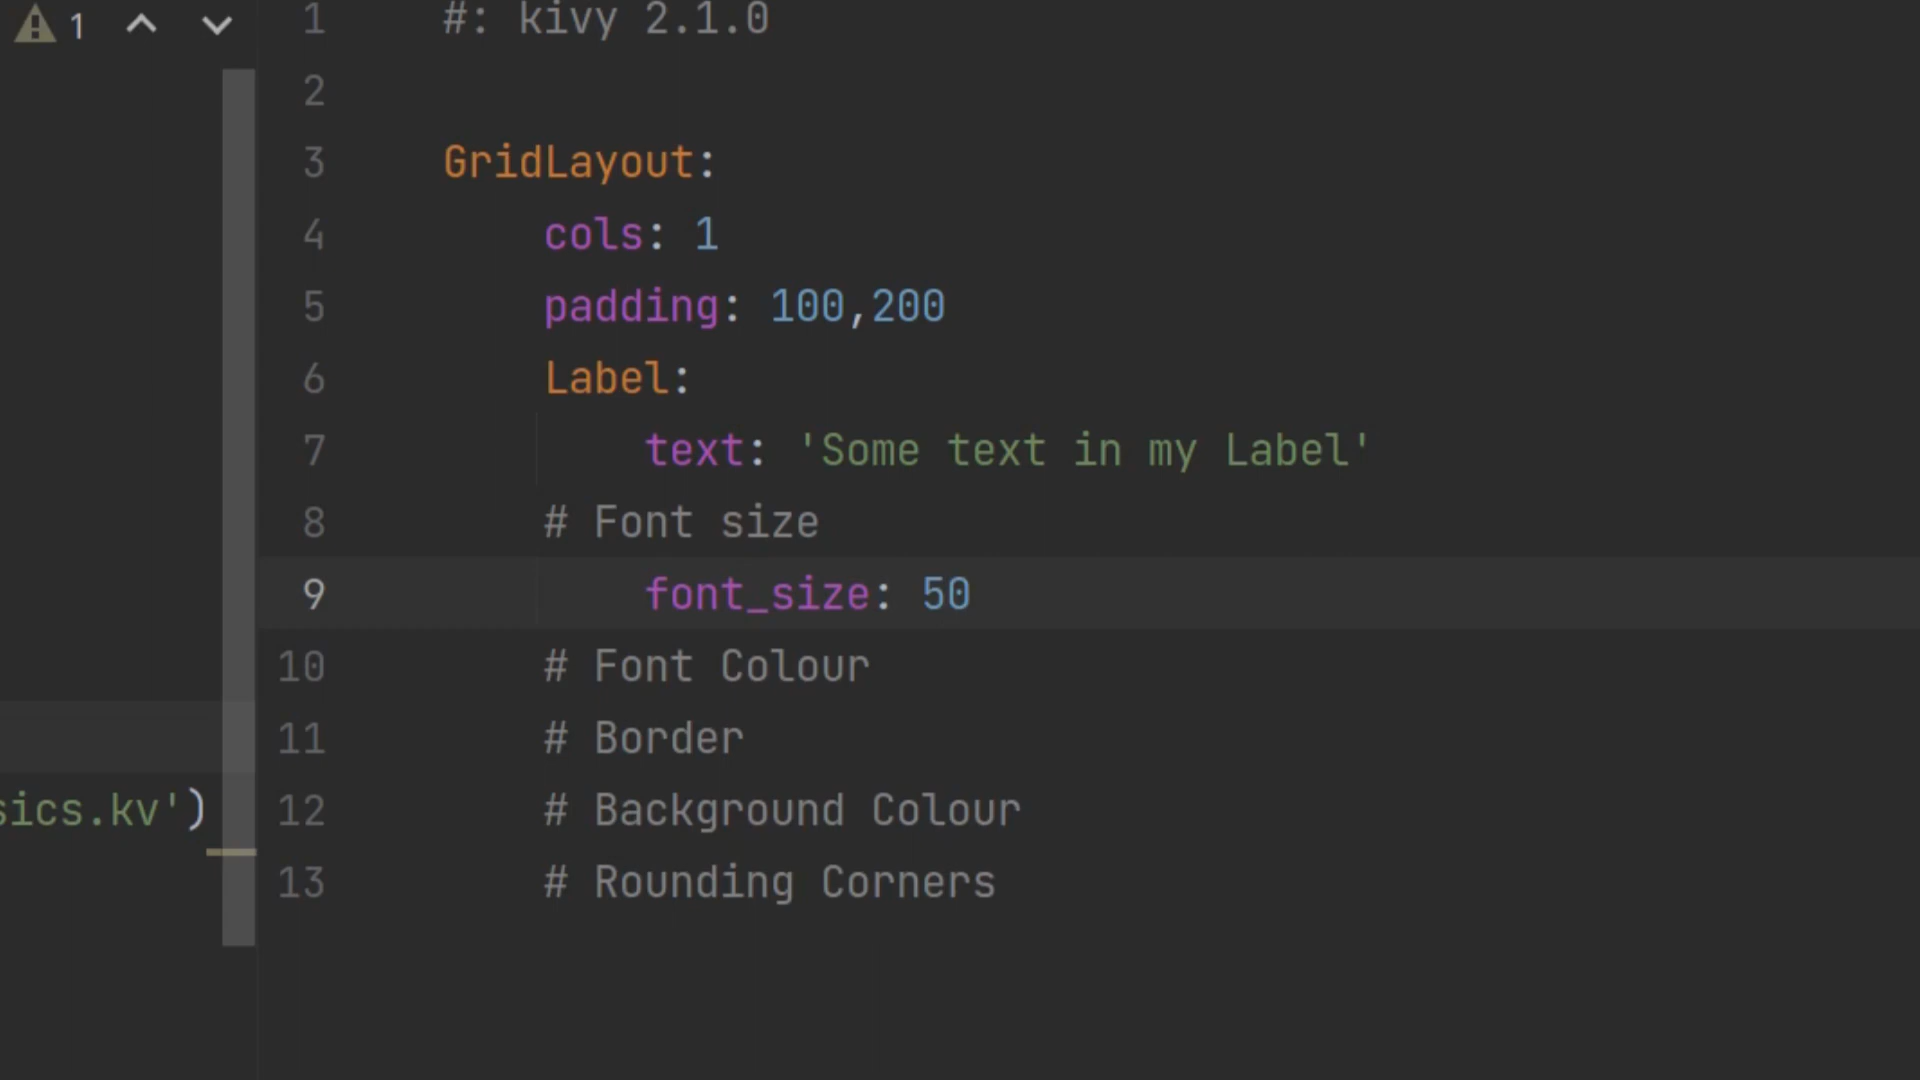 1
1 #: kivy 2.1.0
2
3 GridLayout:
4 cols: 1
5 padding: 100,200
6 Label:
7 text: 'Some text in my Label'
8 # Font size
9 font_size: 50
10 # Font Colour
11 # Border
sics.kv')
12 # Background Colour
13 # Rounding Corners